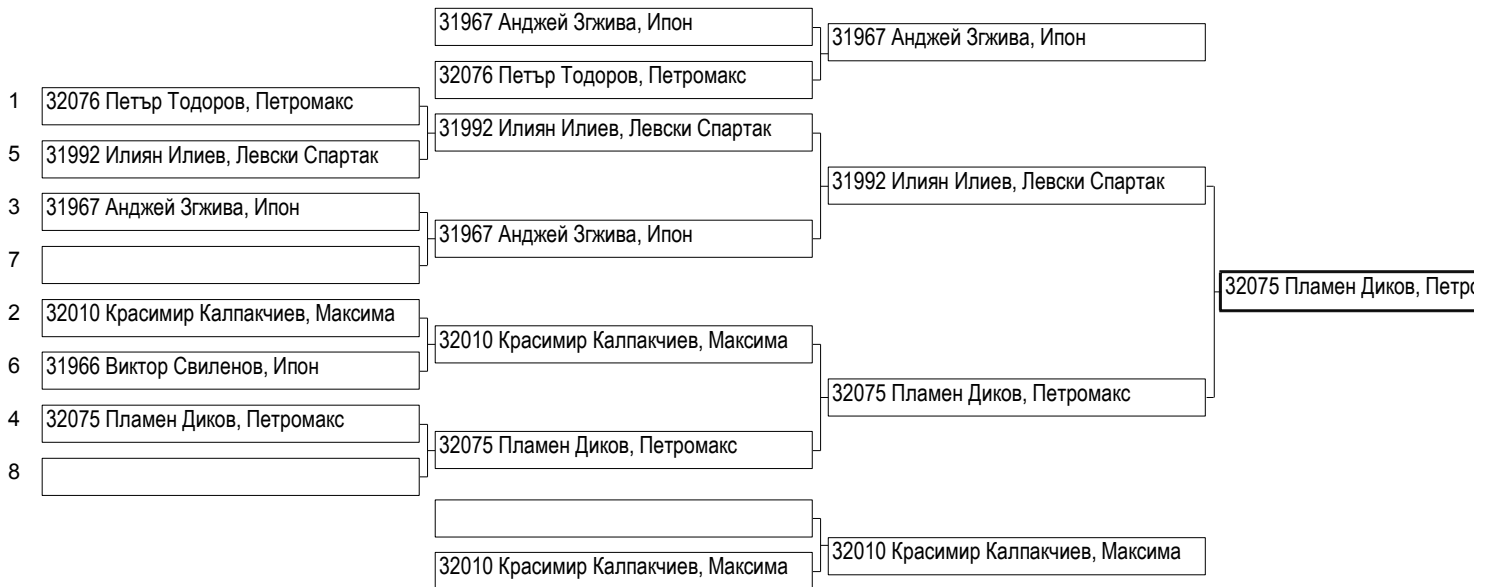 31967 Анджей Згжива, Ипон
31967 Анджей Згжива, Ипон
32076 Петър Тодоров, Петромакс
1 32076 Петър Тодоров, Петромакс
31992 Илиян Илиев, Левски Спартак
5 31992 Илиян Илиев, Левски Спартак
31992 Илиян Илиев, Левски Спартак
3 31967 Анджей Згжива, Ипон
31967 Анджей Згжива, Ипон
7
32075 Пламен Диков, Петро
2 32010 Красимир Калпакчиев, Максима
32010 Красимир Калпакчиев, Максима
6 31966 Виктор Свиленов, Ипон
32075 Пламен Диков, Петромакс
4 32075 Пламен Диков, Петромакс
32075 Пламен Диков, Петромакс
8
32010 Красимир Калпакчиев, Максима
32010 Красимир Калпакчиев, Максима